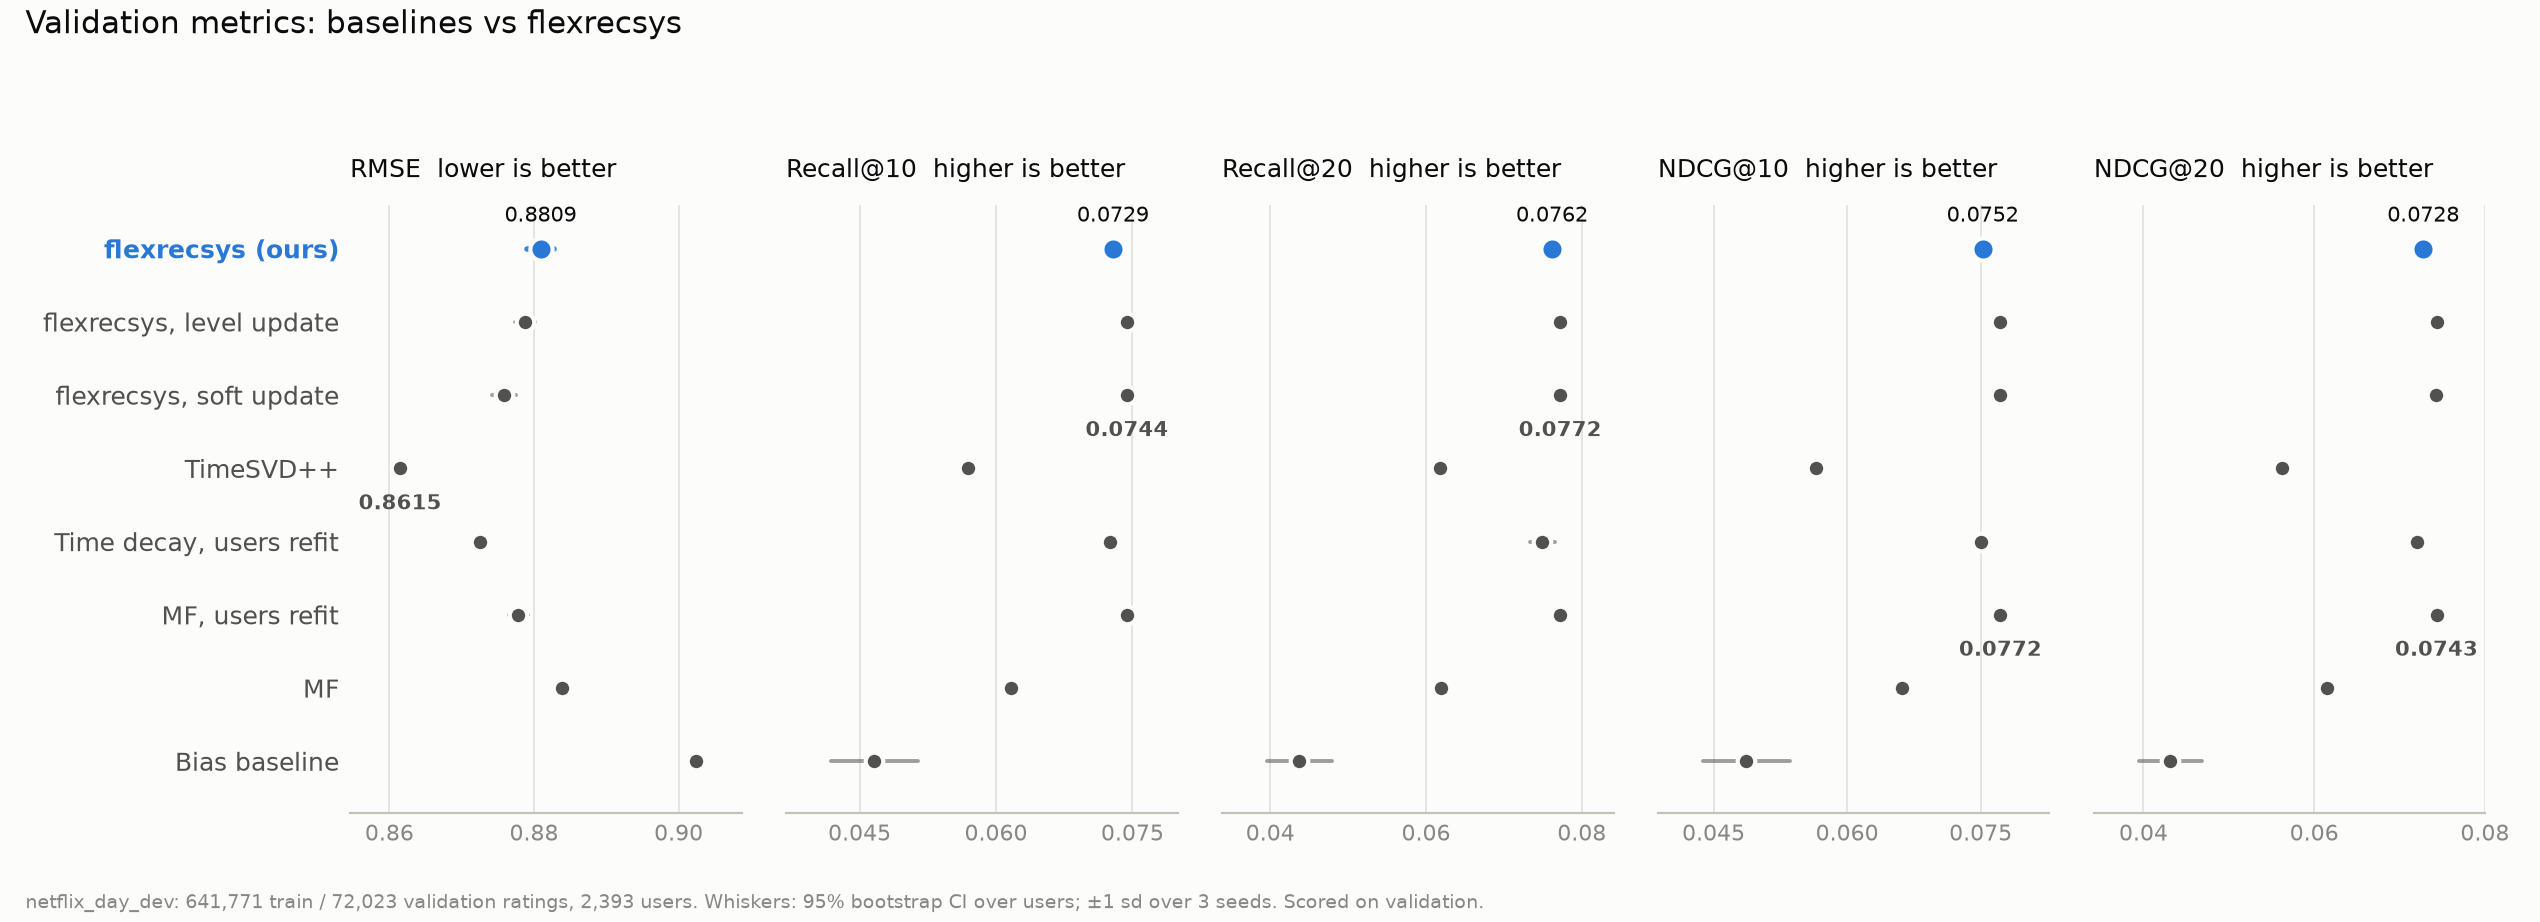 Validation metrics: baselines vs flexrecsys
RMSE  lower is better
Recall@10  higher is better
Recall@20  higher is better
NDCG@10  higher is better
NDCG@20  higher is better
0.8809
0.0729
0.0762
0.0752
0.0728
flexrecsys (ours)
flexrecsys, level update
flexrecsys, soft update
0.0744
0.0772
TimeSVD++
0.8615
Time decay, users refit
MF, users refit
0.0772
0.0743
MF
Bias baseline
0.86 0.88 0.90
0.045 0.060 0.075
0.04 0.06 0.08
0.045 0.060 0.075
0.04 0.06 0.08
netflix_day_dev: 641,771 train / 72,023 validation ratings, 2,393 users. Whiskers: 95% bootstrap CI over users; ±1 sd over 3 seeds. Scored on validation.